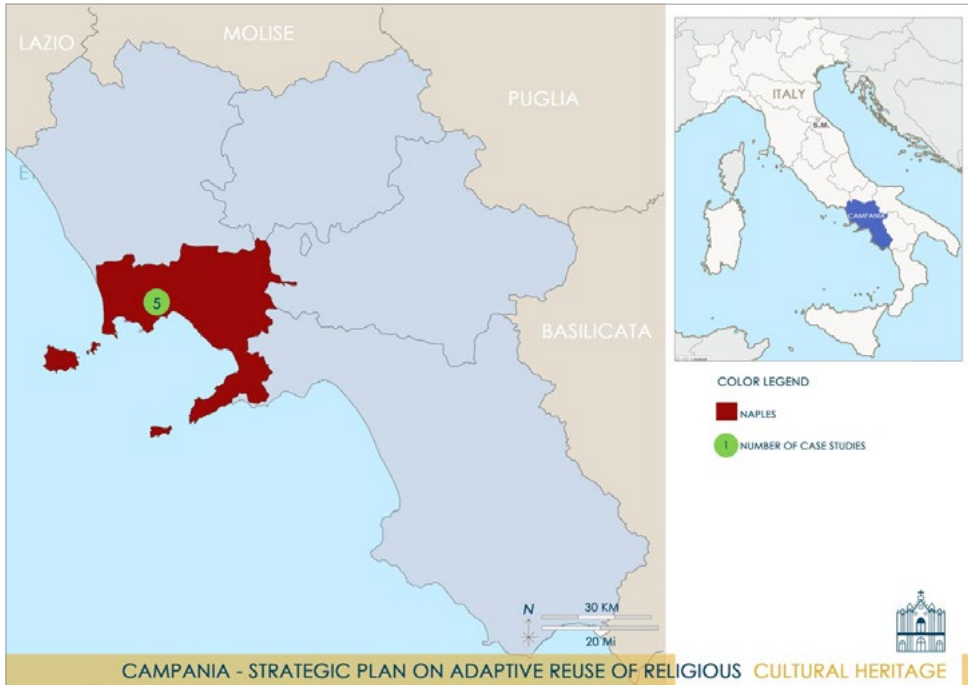 LAZIO
MOLISE
PUGLIA
BASILICATA
5
N
30 KM
20 Mi
ITALY
S.M.
CAMPANIA
COLOR LEGEND
NAPLES
1 NUMBER OF CASE STUDIES
CAMPANIA - STRATEGIC PLAN ON ADAPTIVE REUSE OF RELIGIOUS CULTURAL HERITAGE